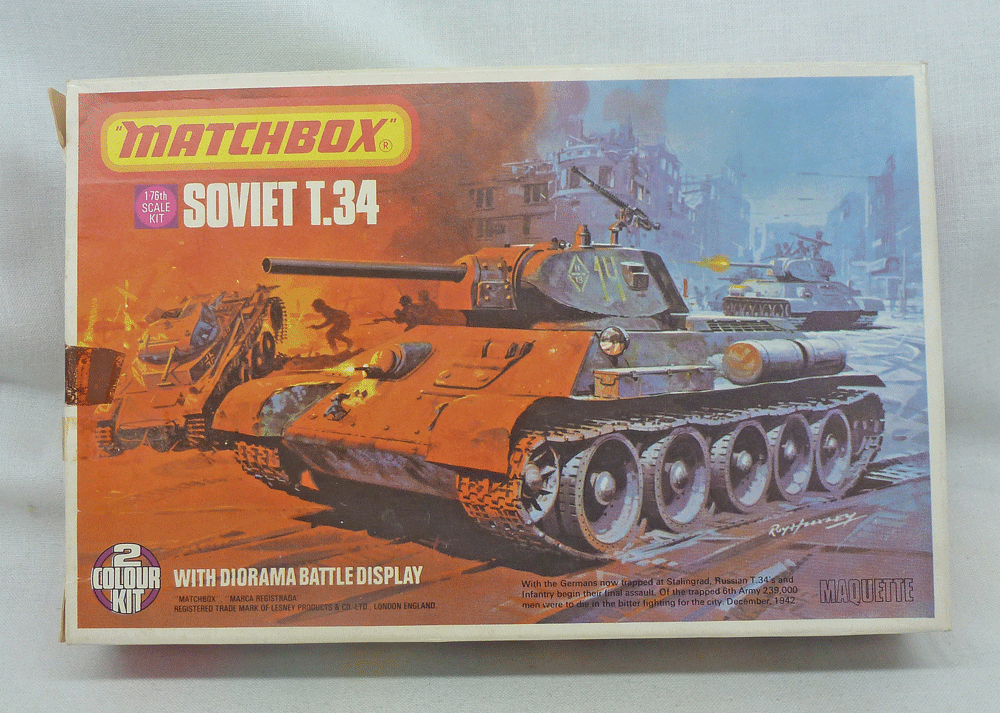 "MATCHBOX"®
1·76th
SCALE
KIT
SOVIET T.34
14
2
COLOUR
KIT
WITH DIORAMA BATTLE DISPLAY
MATCHBOX MARCA REGISTRADA
REGISTERED TRADE MARK OF LESNEY PRODUCTS & CO. LTD. LONDON ENGLAND.
Roy Huxley
With the Germans now trapped at Stalingrad, Russian T.34's and
Infantry begin their final assault. Of the trapped 6th Army 239,000
men were to die in the bitter fighting for the city. December, 1942
MAQUETTE